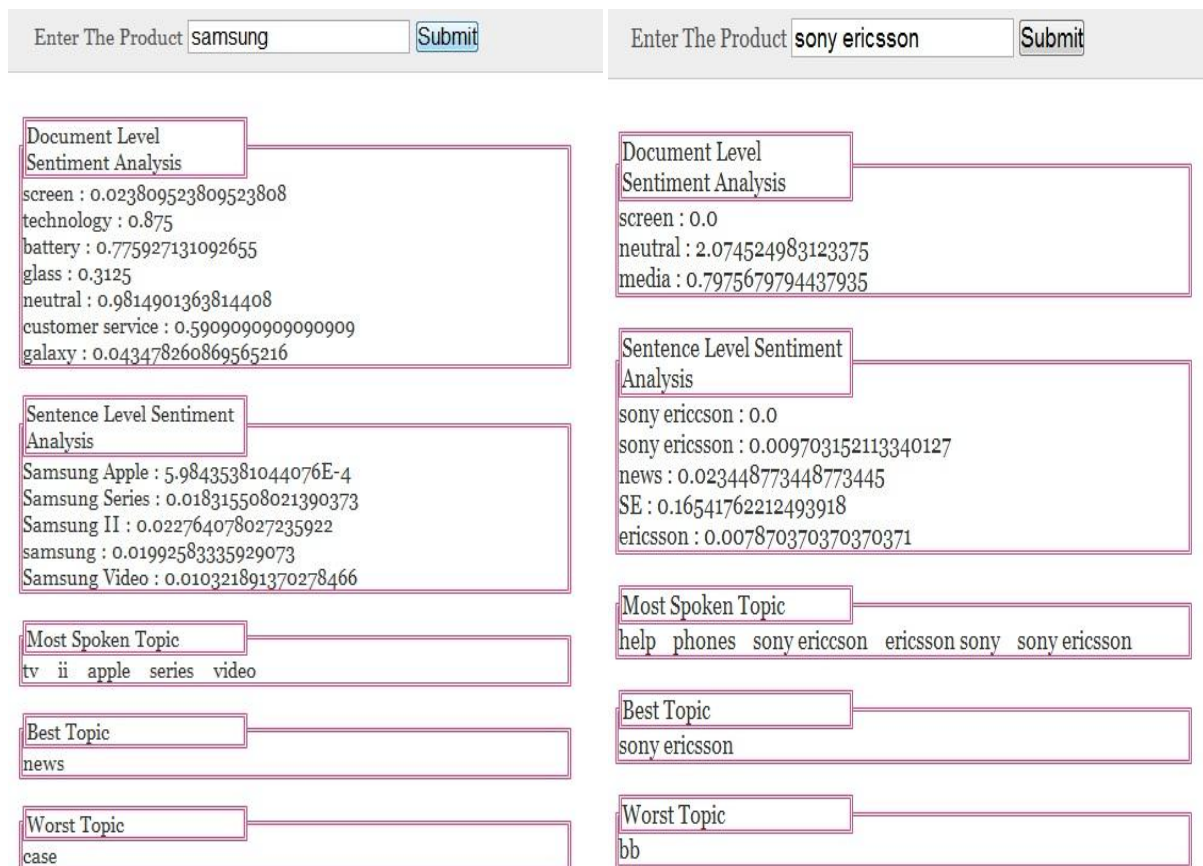 Enter The Product samsung Submit
Document Level
Sentiment Analysis
screen : 0.023809523809523808
technology : 0.875
battery : 0.775927131092655
glass : 0.3125
neutral : 0.9814901363814408
customer service : 0.5909090909090909
galaxy : 0.043478260869565216
Sentence Level Sentiment
Analysis
Samsung Apple : 5.98435381044076E-4
Samsung Series : 0.018315508021390373
Samsung II : 0.022764078027235922
samsung : 0.01992583335929073
Samsung Video : 0.010321891370278466
Most Spoken Topic
tv ii apple series video
Best Topic
news
Worst Topic
case
Enter The Product sony ericsson Submit
Document Level
Sentiment Analysis
screen : 0.0
neutral : 2.074524983123375
media : 0.7975679794437935
Sentence Level Sentiment
Analysis
sony ericcson : 0.0
sony ericsson : 0.009703152113340127
news : 0.023448773448773445
SE : 0.16541762212493918
ericsson : 0.007870370370370371
Most Spoken Topic
help phones sony ericcson ericsson sony sony ericsson
Best Topic
sony ericsson
Worst Topic
bb